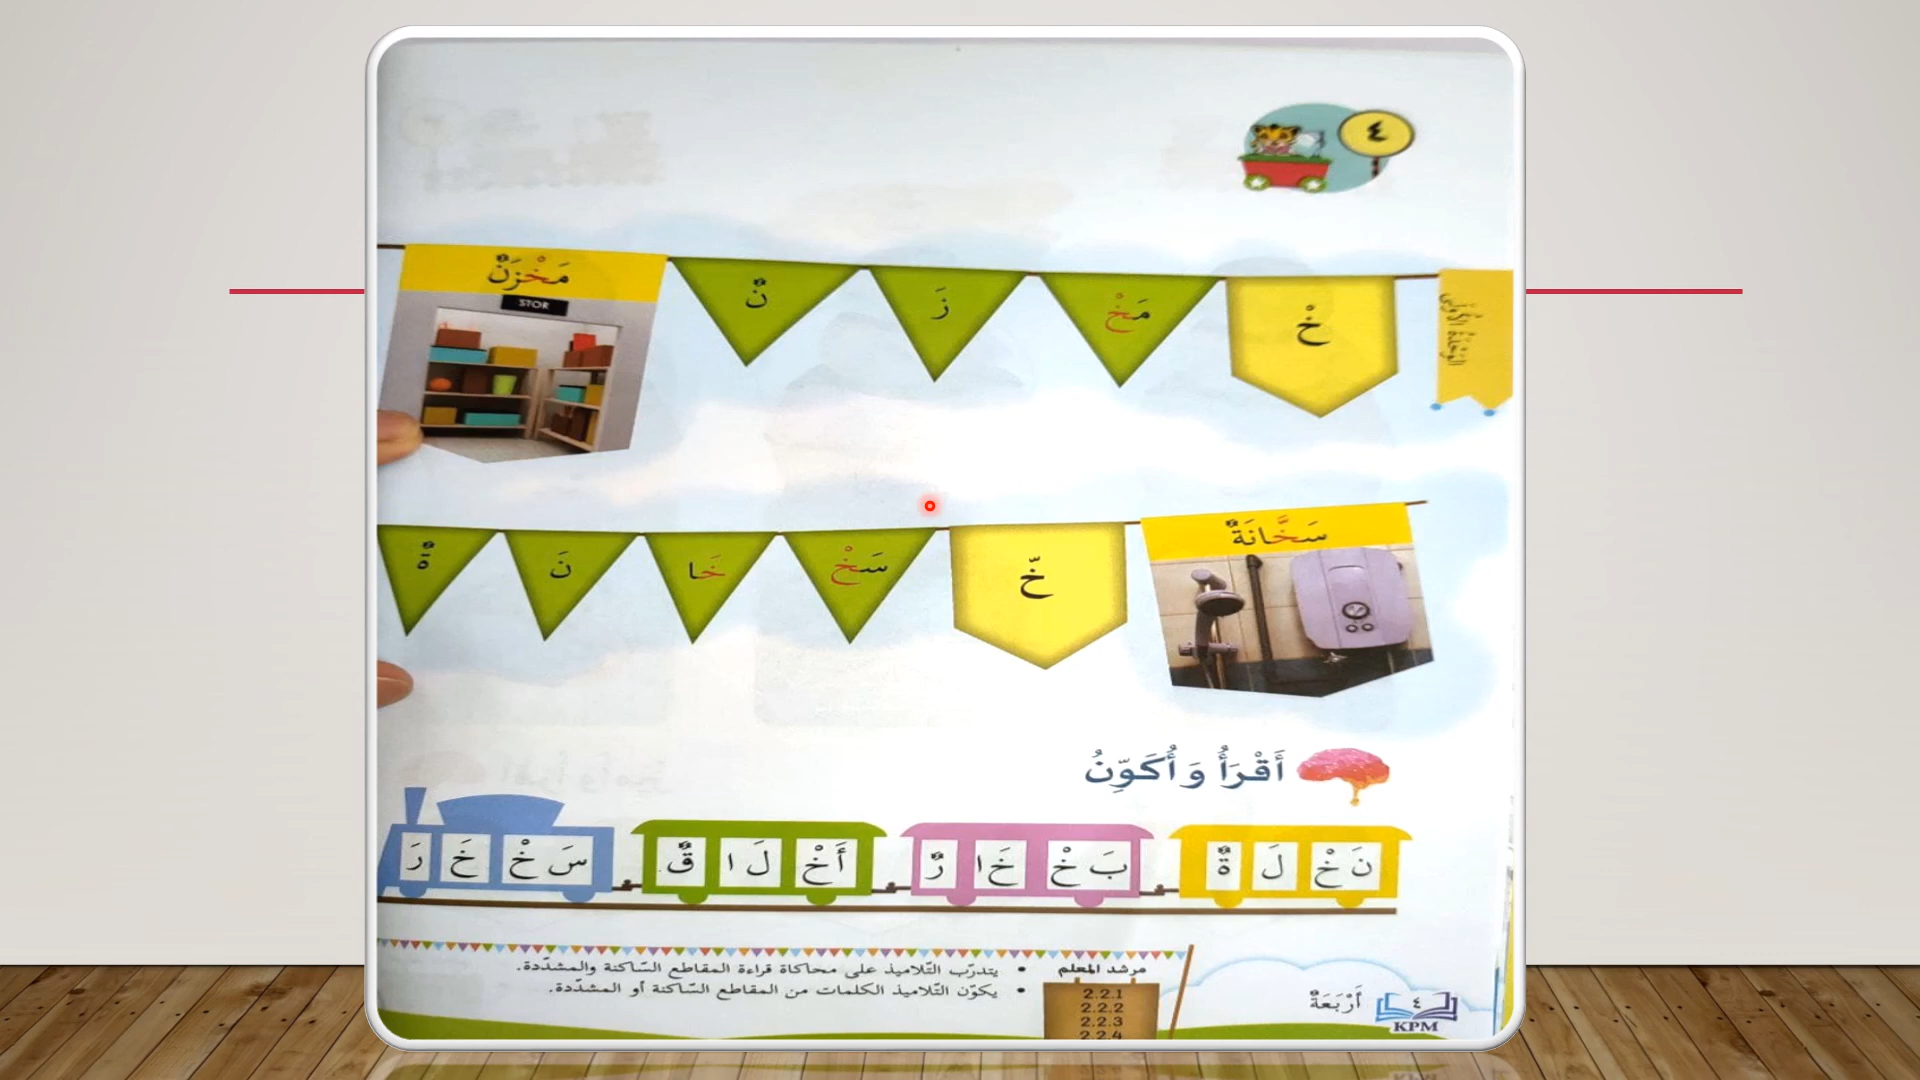 ٤
الوَحْدَةُ الأُوْلَى
خْ
مَخْ
زَ
نٌ
مَخْزَنٌ
STOR
سَخَّانَةٌ
خّ
سَخْ
خَا
نَ
ةٌ
أَقْرَأُ وَأُكَوِّنُ
نَ خْ لَ ةٌ
بَ خْ خَ ا رٌ
أَخْ لَ ا قٌ
سَ خْ خَ رَ
مرشد المعلم
• يتدرّب التّلاميذ على محاكاة قراءة المقاطع السّاكنة والمشدّدة.
• يكوّن التّلاميذ الكلمات من المقاطع السّاكنة أو المشدّدة.
2.2.1
2.2.2
2.2.3
2.2.4
أَرْبَعَةٌ
٤
KPM